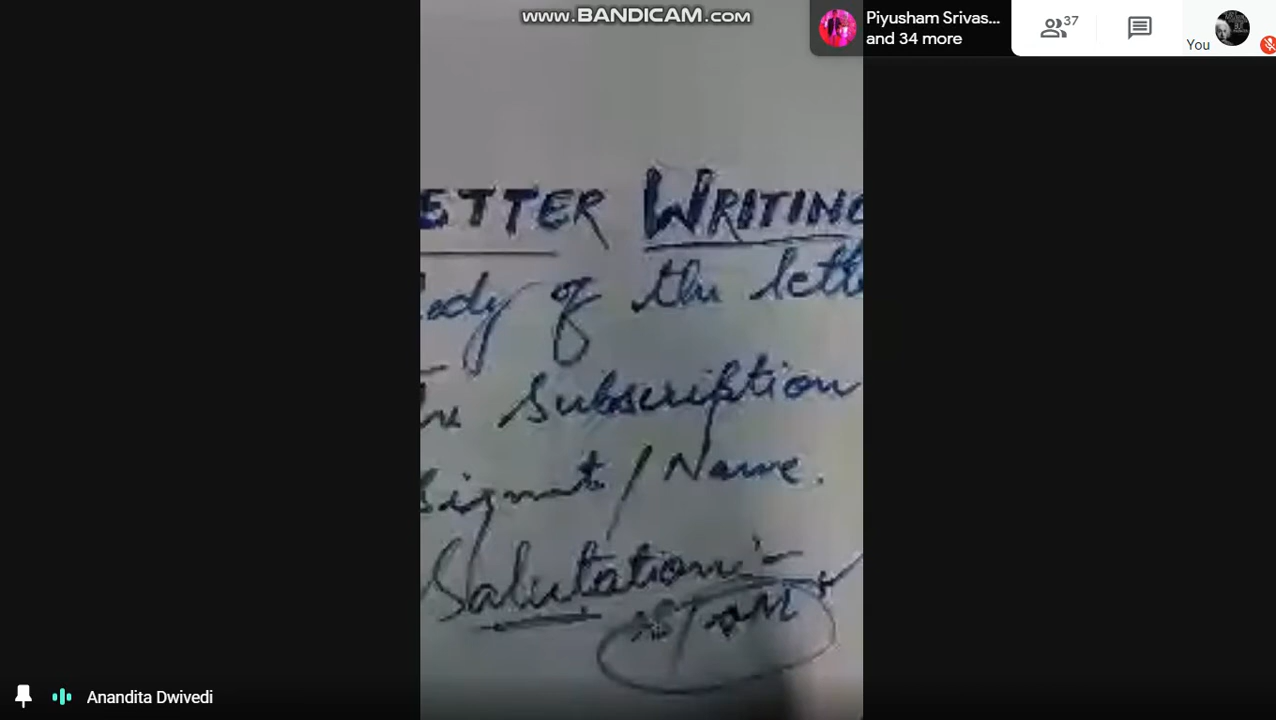 www.BANDICAM.com
Piyusham Srivas...
and 34 more
37
You
ETTER WRITING
ody of the lette
Subscription
Signat/Name.
Salutation:-
Anandita Dwivedi